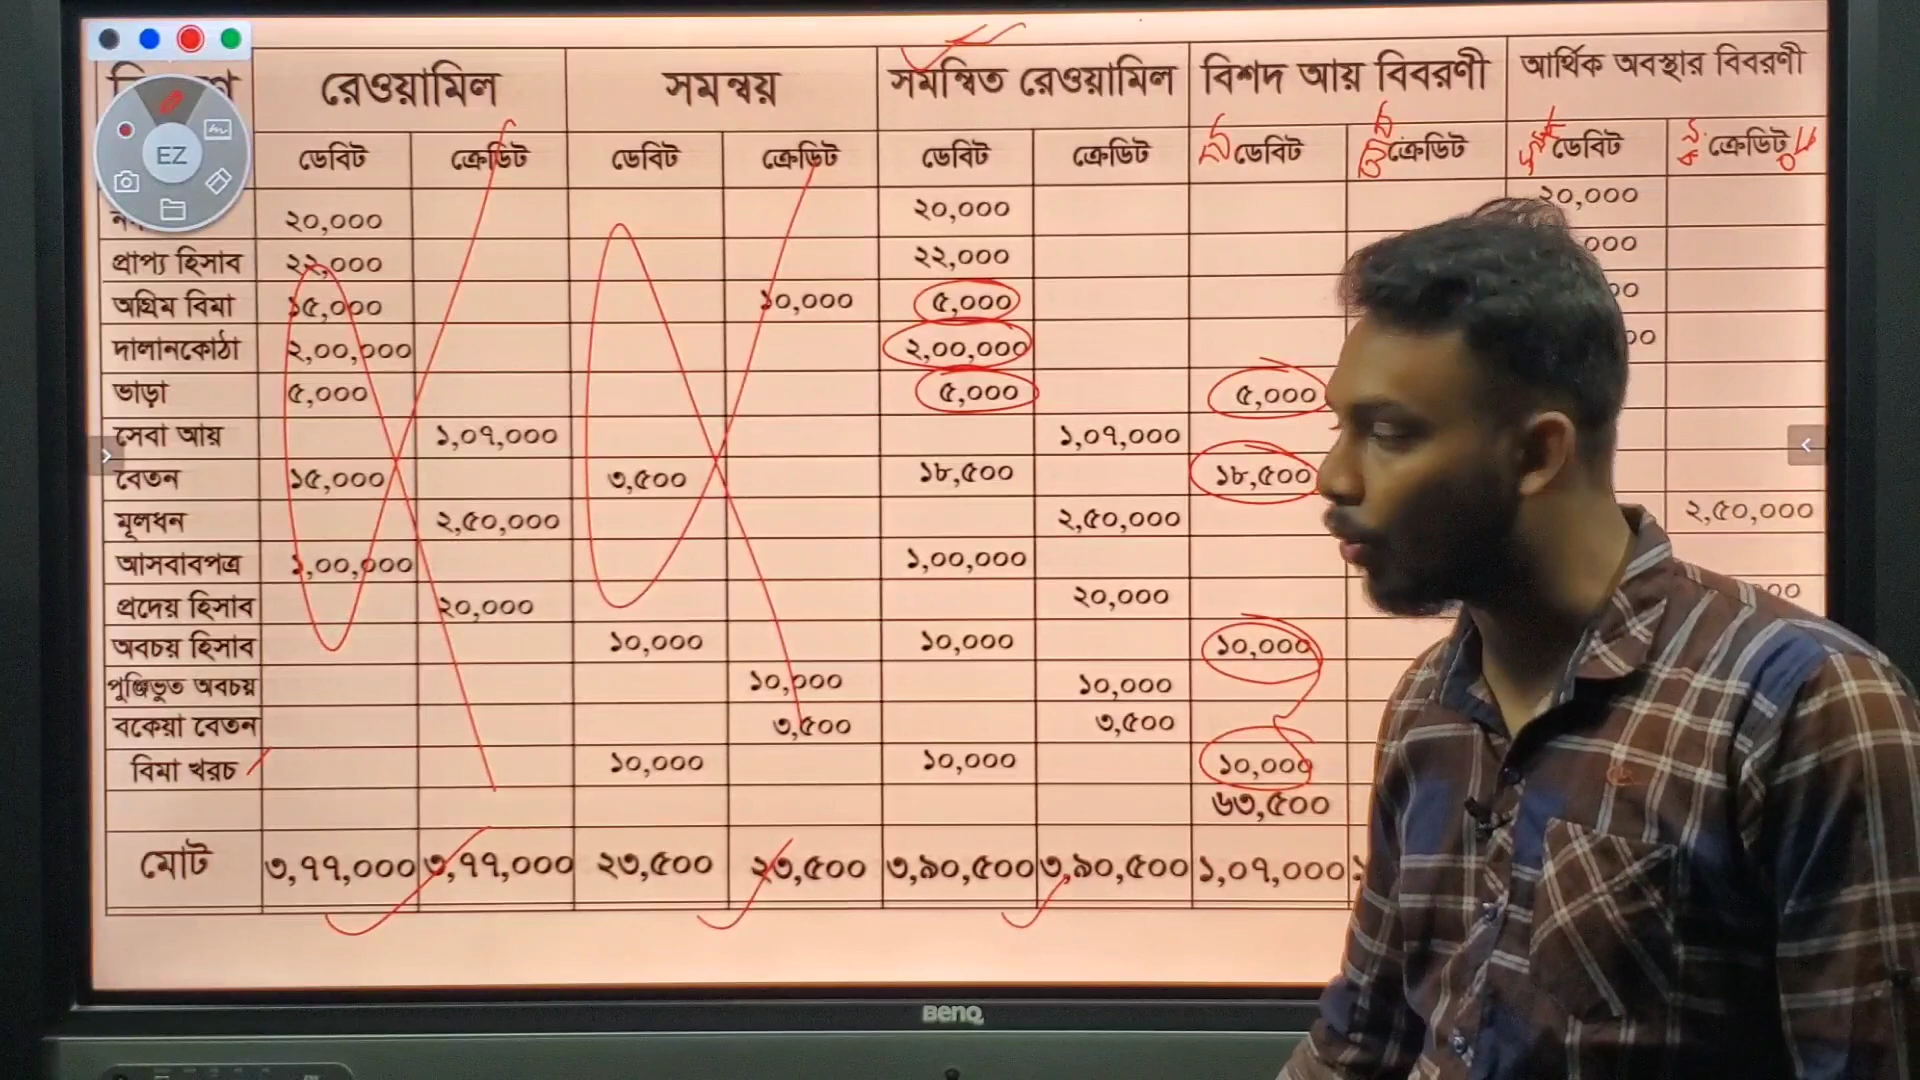 রেওয়ামিল সমন্বয় সমন্বিত রেওয়ামিল বিশদ আয় বিবরণী আর্থিক অবস্থার বিবরণী
EZ ডেবিট ক্রেডিট ডেবিট ক্রেডিট ডেবিট ক্রেডিট ডেবিট ক্রেডিট ডেবিট ক্রেডিট
২০,০০০ ২০,০০০ ২০,০০০
প্রাপ্য হিসাব ২২,০০০ ২২,০০০
অগ্রিম বিমা ১৫,০০০ ১০,০০০ ৫,০০০
দালানকোঠা ২,০০,০০০ ২,০০,০০০
ভাড়া ৫,০০০ ৫,০০০ ৫,০০০
সেবা আয় ১,০৭,০০০ ১,০৭,০০০
বেতন ১৫,০০০ ৩,৫০০ ১৮,৫০০ ১৮,৫০০
মূলধন ২,৫০,০০০ ২,৫০,০০০ ২,৫০,০০০
আসবাবপত্র ১,০০,০০০ ১,০০,০০০
প্রদেয় হিসাব ২০,০০০ ২০,০০০
অবচয় হিসাব ১০,০০০ ১০,০০০ ১০,০০০
পুঞ্জিভুত অবচয় ১০,০০০ ১০,০০০
বকেয়া বেতন ৩,৫০০ ৩,৫০০
বিমা খরচ ১০,০০০ ১০,০০০ ১০,০০০
৬৩,৫০০
মোট ৩,৭৭,০০০ ৩,৭৭,০০০ ২৩,৫০০ ২৩,৫০০ ৩,৯০,৫০০ ৩,৯০,৫০০ ১,০৭,০০০
BenQ